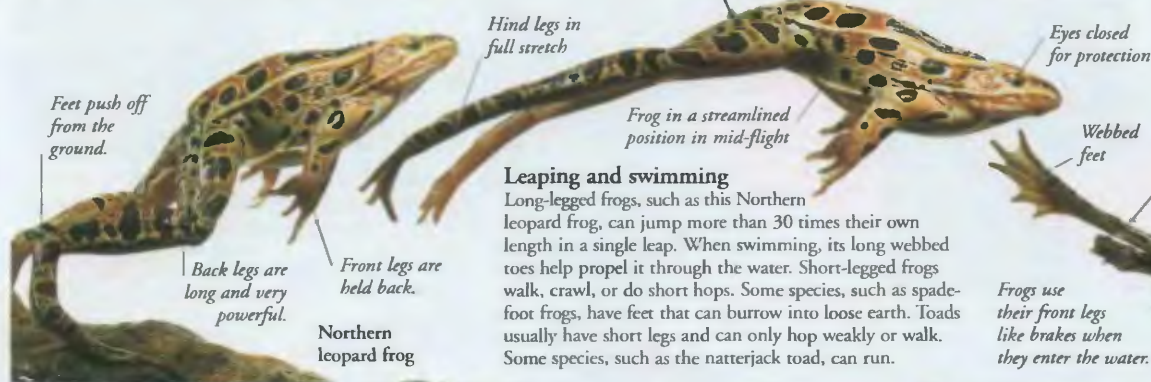 Feet push off
from the
ground.
Back legs are
long and very
powerful.
Front legs are
held back.
Northern
leopard frog
Hind legs in
full stretch
Frog in a streamlined
position in mid-flight
Eyes closed
for protection
Webbed
feet
Leaping and swimming
Long-legged frogs, such as this Northern
leopard frog, can jump more than 30 times their own
length in a single leap. When swimming, its long webbed
toes help propel it through the water. Short-legged frogs
walk, crawl, or do short hops. Some species, such as spade-
foot frogs, have feet that can burrow into loose earth. Toads
usually have short legs and can only hop weakly or walk.
Some species, such as the natterjack toad, can run.
Frogs use
their front legs
like brakes when
they enter the water.